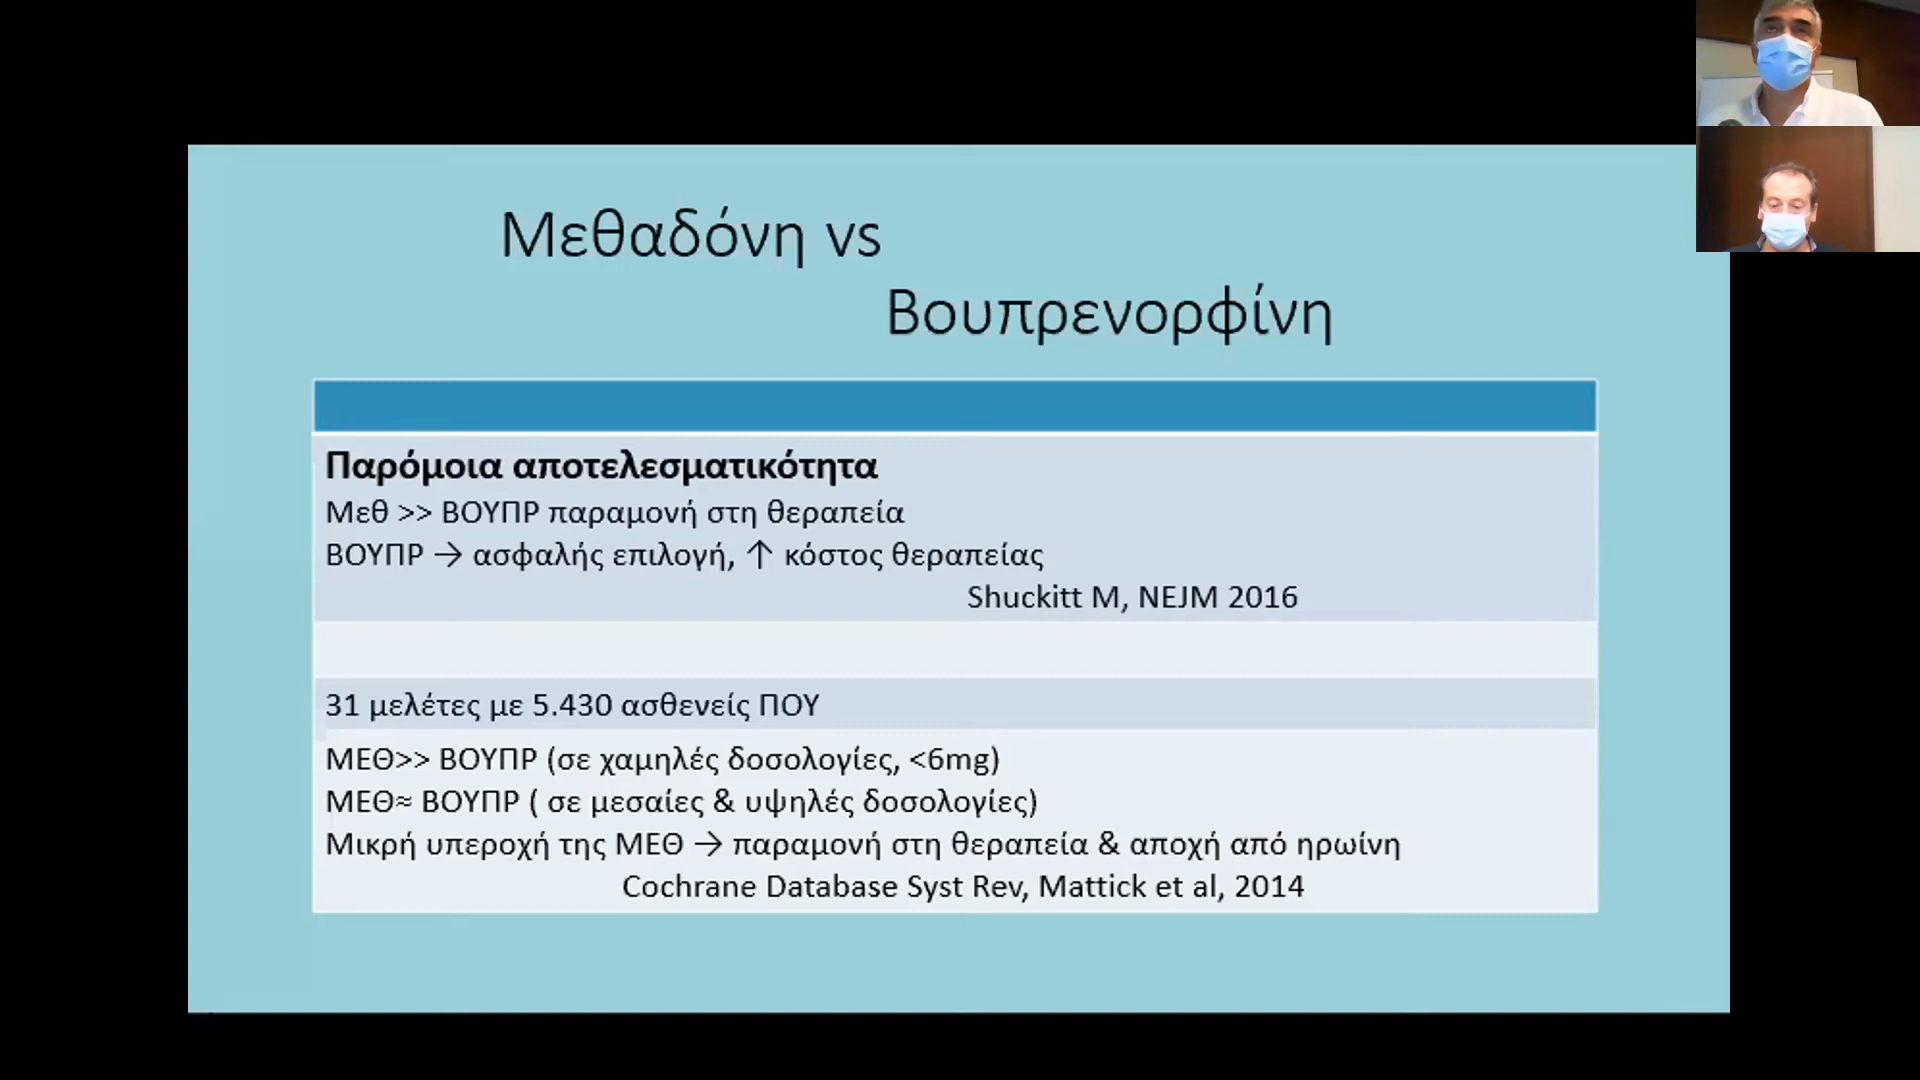 Μεθαδόνη vs
Βουπρενορφίνη
Παρόμοια αποτελεσματικότητα
Μεθ >> ΒΟΥΠΡ παραμονή στη θεραπεία
ΒΟΥΠΡ → ασφαλής επιλογή, ↑ κόστος θεραπείας
Shuckitt M, NEJM 2016
31 μελέτες με 5.430 ασθενείς ΠΟΥ
ΜΕΘ>> ΒΟΥΠΡ (σε χαμηλές δοσολογίες, <6mg)
ΜΕΘ≈ ΒΟΥΠΡ ( σε μεσαίες & υψηλές δοσολογίες)
Μικρή υπεροχή της ΜΕΘ → παραμονή στη θεραπεία & αποχή από ηρωίνη
Cochrane Database Syst Rev, Mattick et al, 2014